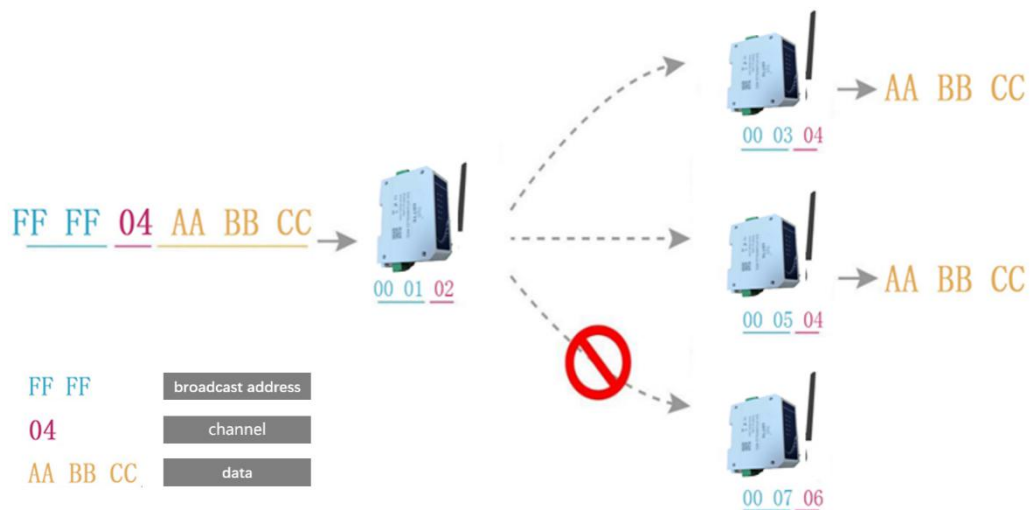 AA BB CC
00 03 04
FF FF 04 AA BB CC
00 01 02
AA BB CC
00 05 04
FF FF broadcast address
04 channel
AA BB CC data
00 07 06